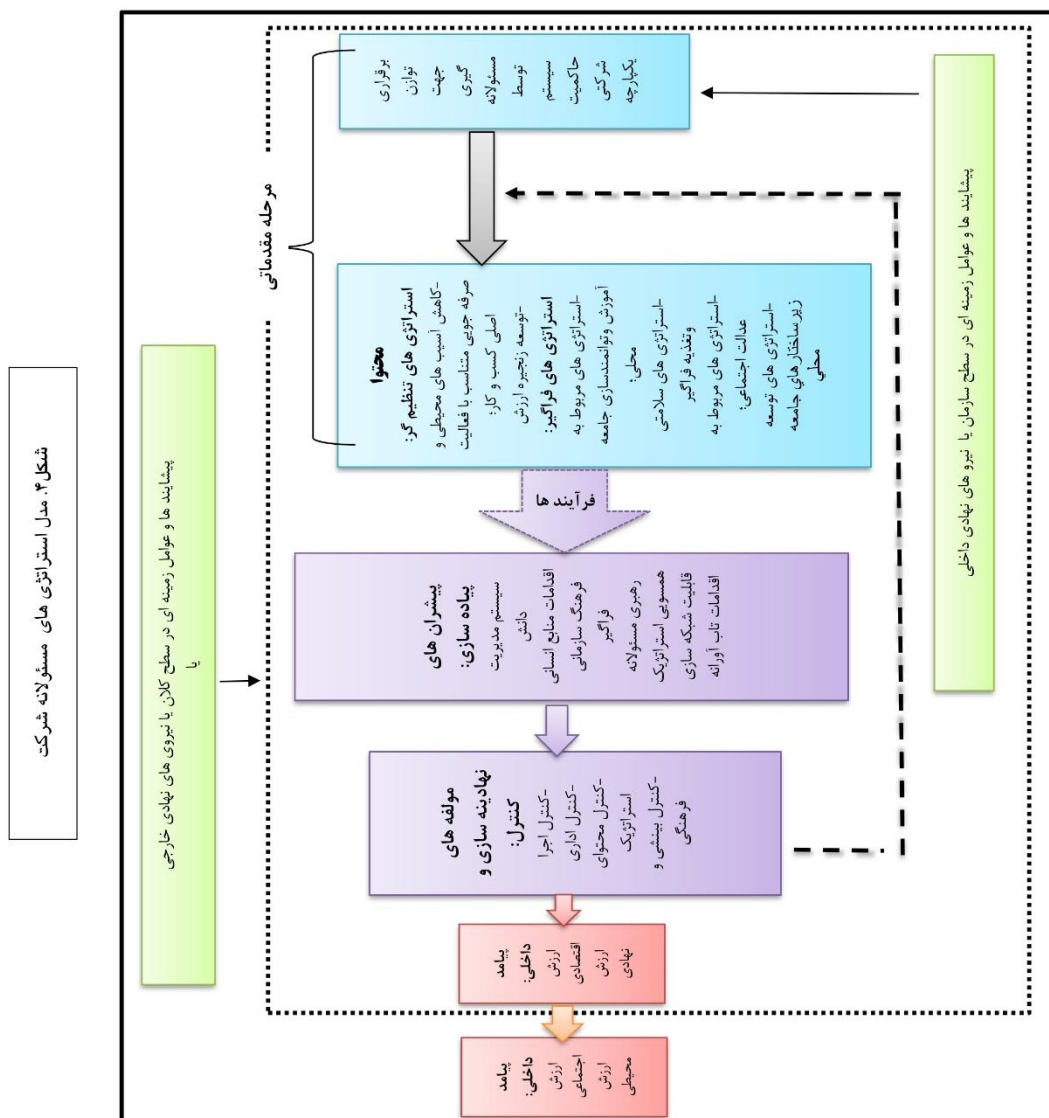 شکل۴. مدل استراتژی های مسئولانه شرکت
پیشایند ها و عوامل زمینه ای در سطح کلان یا نیروی های نهادی خارجی
یا
مرحله مقدماتی
برقراری
توازن
جهت
گیری
مسئولانه
توسط
سیستم
حاکمیت
شرکتی
یکپارچه
محتوا
استراتژی های تنظیم گر:
-کاهش آسیب های محیطی و
صرفه جویی متناسب با فعالیت
اصلی کسب و کار:
-توسعه زنجیره ارزش
استراتژی های فراگیر:
-استراتژی های مربوط به
آموزش وتوانمندسازی جامعه
محلی:
-استراتژی های سلامتی
وتغذیه فراگیر
-استراتژی های مربوط به
عدالت اجتماعی:
-استراتژی های توسعه
زیر ساختار هاي جامعه
محلي
فرآیند ها
پیشران های
پیاده سازی:
سیستم مدیریت
دانش
اقدامات منابع انسانی
فرهنگ سازمانی
فراگیر
رهبری مسئولانه
همسویی استراتژیک
قابلیت شبکه سازی
اقدامات تاب آورانه
مولفه های
نهادینه سازی و
کنترل:
-کنترل اجرا
-کنترل اداری
-کنترل محتوای
استراتژیک
-کنترل بینشی و
فرهنگی
پیامد
داخلی:
ارزش
اقتصادی
ارزش
نهادی
پیامد
داخلی:
ارزش
اجتماعی
ارزش
محیطی
پیشایند ها و عوامل زمینه ای در سطح سازمان یا نیرو های نهادی داخلی